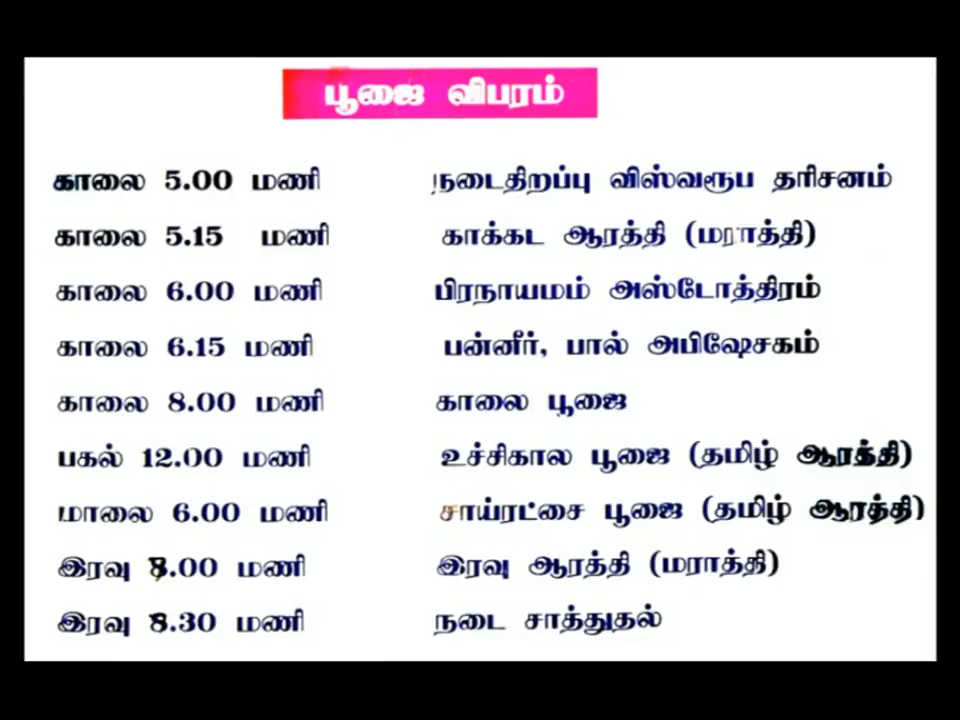 பூஜை விபரம்
காலை 5.00 மணி நடைதிறப்பு விஸ்வரூப தரிசனம்
காலை 5.15 மணி காக்கட ஆரத்தி (மராத்தி)
காலை 6.00 மணி பிரநாயமம் அஸ்டோத்திரம்
காலை 6.15 மணி பன்னீர், பால் அபிஷேசகம்
காலை 8.00 மணி காலை பூஜை
பகல் 12.00 மணி உச்சிகால பூஜை (தமிழ் ஆரத்தி)
மாலை 6.00 மணி சாய்ரட்சை பூஜை (தமிழ் ஆரத்தி)
இரவு 8.00 மணி இரவு ஆரத்தி (மராத்தி)
இரவு 8.30 மணி நடை சாத்துதல்